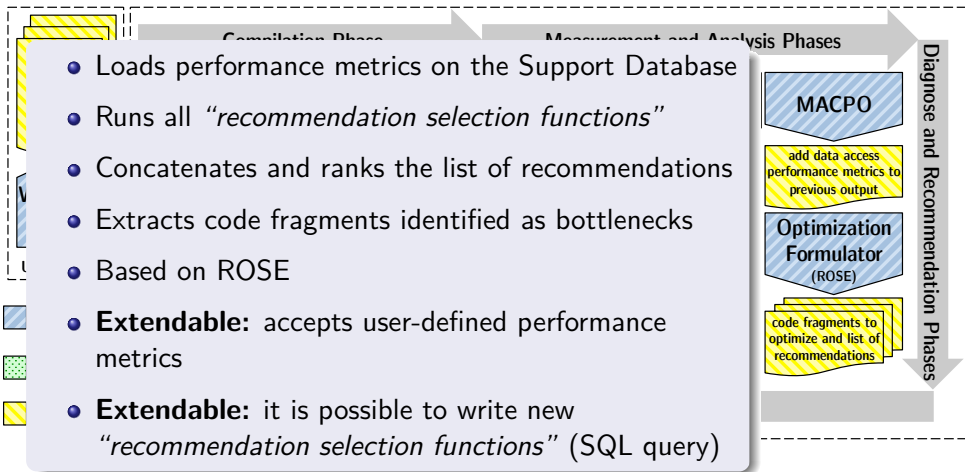 Compilation Phase
Measurement and Analysis Phases
Diagnose and Recommendation Phases
• Loads performance metrics on the Support Database
• Runs all “recommendation selection functions”
• Concatenates and ranks the list of recommendations
• Extracts code fragments identified as bottlenecks
• Based on ROSE
• Extendable: accepts user-defined performance
metrics
• Extendable: it is possible to write new
“recommendation selection functions” (SQL query)
MACPO
add data access
performance metrics to
previous output
Optimization
Formulator
(ROSE)
code fragments to
optimize and list of
recommendations